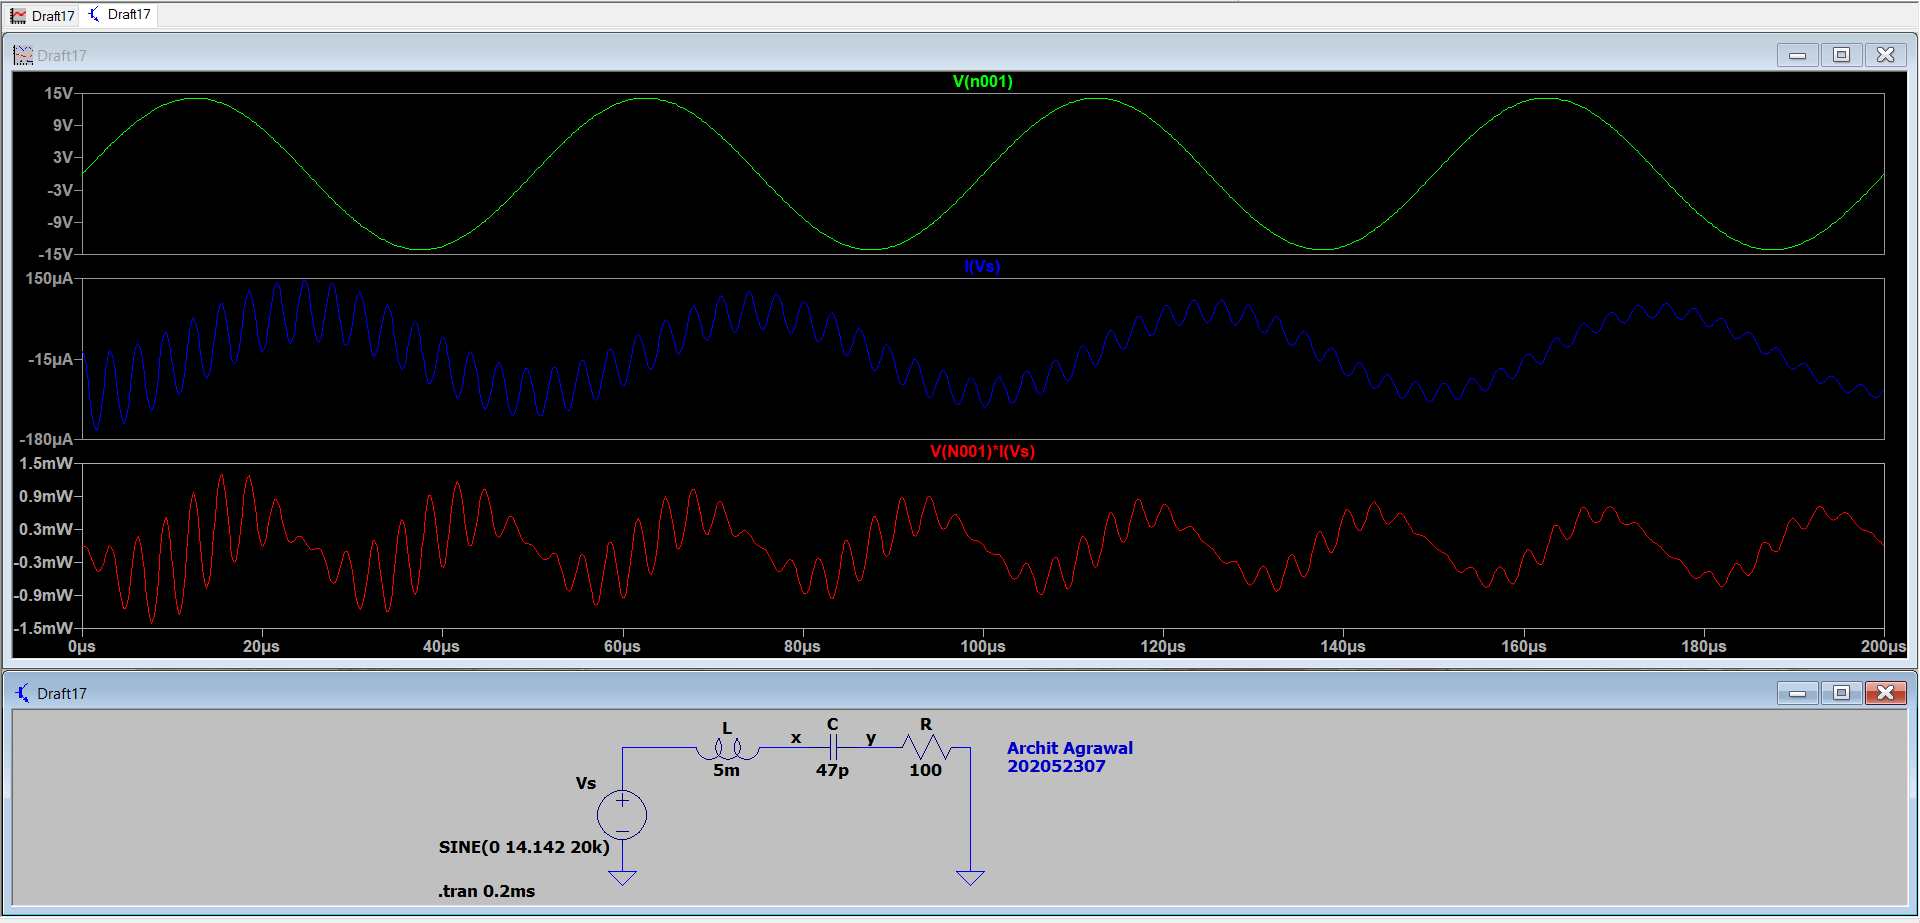 Draft17 Draft17
Draft17
V(n001)
15V
9V
3V
-3V
-9V
-15V
I(Vs)
150µA
-15µA
-180µA
V(N001)*I(Vs)
1.5mW
0.9mW
0.3mW
-0.3mW
-0.9mW
-1.5mW
0µs 20µs 40µs 60µs 80µs 100µs 120µs 140µs 160µs 180µs 200µs
Draft17
L x C y R
5m 47p 100
Archit Agrawal
202052307
Vs
SINE(0 14.142 20k)
.tran 0.2ms